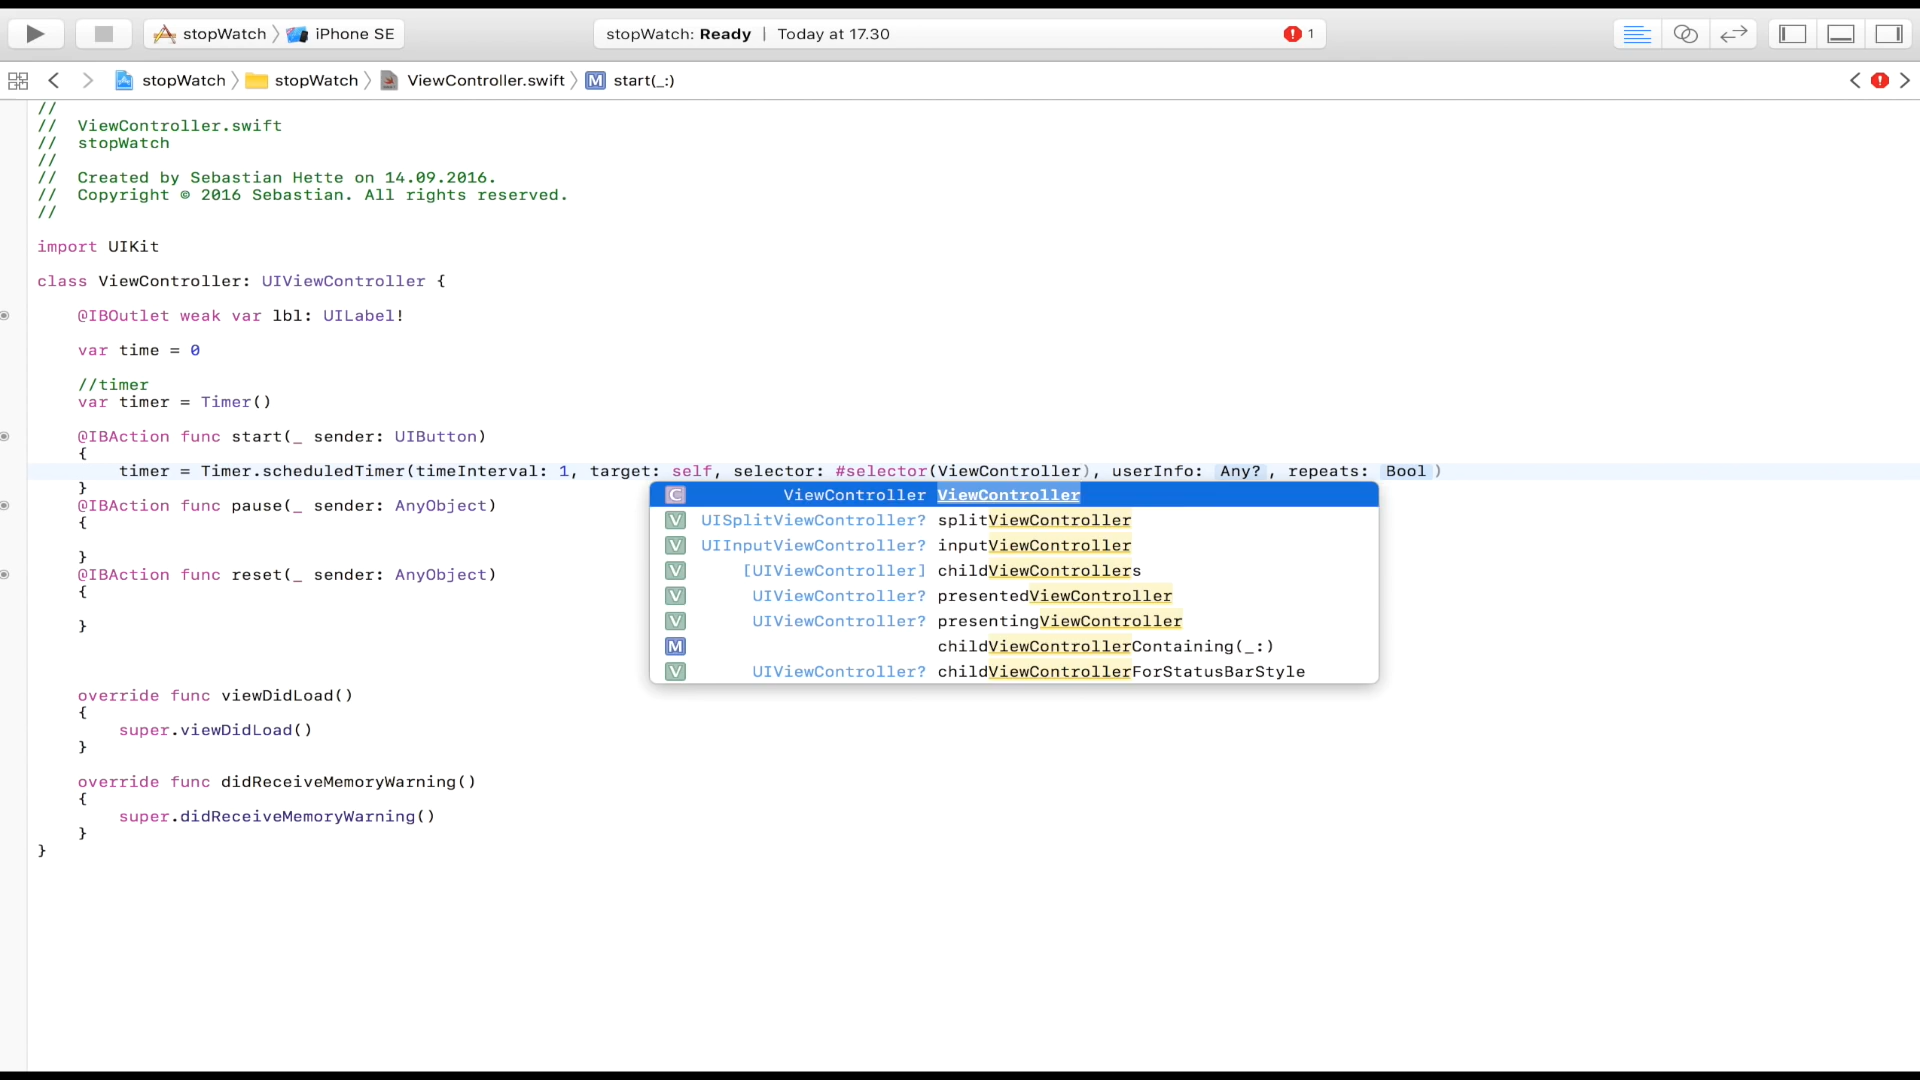 stopWatch iPhone SE stopWatch: Ready | Today at 17.30 1
stopWatch stopWatch ViewController.swift M start(_:)
//
// ViewController.swift
// stopWatch
//
// Created by Sebastian Hette on 14.09.2016.
// Copyright © 2016 Sebastian. All rights reserved.
//
import UIKit
class ViewController: UIViewController {
@IBOutlet weak var lbl: UILabel!
var time = 0
//timer
var timer = Timer()
@IBAction func start(_ sender: UIButton)
{
timer = Timer.scheduledTimer(timeInterval: 1, target: self, selector: #selector(ViewController), userInfo: Any?, repeats: Bool)
}
@IBAction func pause(_ sender: AnyObject)
{
}
@IBAction func reset(_ sender: AnyObject)
{
}
C ViewController ViewController
V UISplitViewController? splitViewController
V UIInputViewController? inputViewController
V [UIViewController] childViewControllers
V UIViewController? presentedViewController
V UIViewController? presentingViewController
M childViewControllerContaining(_:)
V UIViewController? childViewControllerForStatusBarStyle
override func viewDidLoad()
{
super.viewDidLoad()
}
override func didReceiveMemoryWarning()
{
super.didReceiveMemoryWarning()
}
}